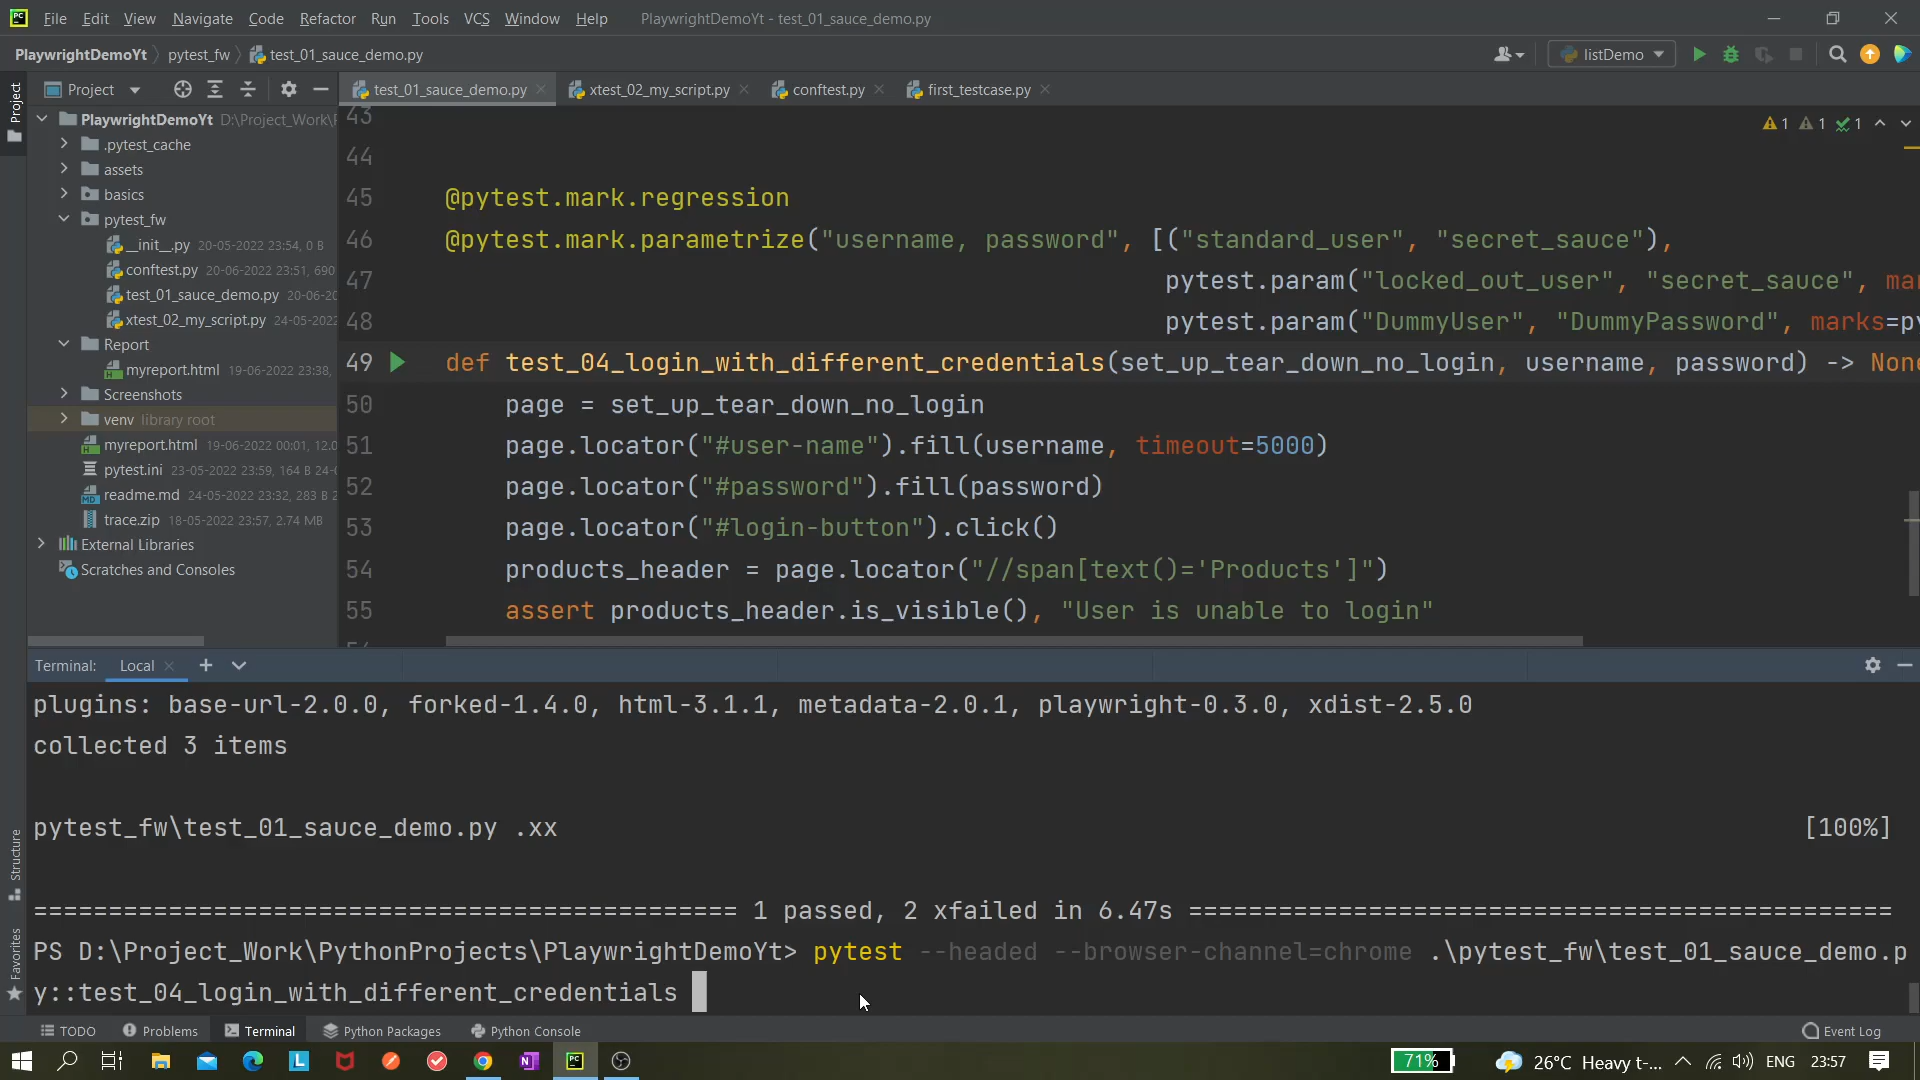 File Edit View Navigate Code Refactor Run Tools VCS Window Help PlaywrightDemoYt - test_01_sauce_demo.py
PlaywrightDemoYt pytest_fw test_01_sauce_demo.py listDemo
Project test_01_sauce_demo.py xtest_02_my_script.py conftest.py first_testcase.py
Project
PlaywrightDemoYt D:\Project_Work\
.pytest_cache
assets
basics
pytest_fw
__init__.py 20-05-2022 23:54, 0 B
conftest.py 20-06-2022 23:51, 690
test_01_sauce_demo.py 20-06-20
xtest_02_my_script.py 24-05-2022
Report
myreport.html 19-06-2022 23:38,
Screenshots
venv library root
myreport.html 19-06-2022 00:01, 12.0
pytest.ini 23-05-2022 23:59, 164 B 24-
readme.md 24-05-2022 23:32, 283 B 2
trace.zip 18-05-2022 23:57, 2.74 MB
External Libraries
Scratches and Consoles
1 1 1
43
44
45 @pytest.mark.regression
46 @pytest.mark.parametrize("username, password", [("standard_user", "secret_sauce"),
47 pytest.param("locked_out_user", "secret_sauce", mar
48 pytest.param("DummyUser", "DummyPassword", marks=py
49 def test_04_login_with_different_credentials(set_up_tear_down_no_login, username, password) -> None
50 page = set_up_tear_down_no_login
51 page.locator("#user-name").fill(username, timeout=5000)
52 page.locator("#password").fill(password)
53 page.locator("#login-button").click()
54 products_header = page.locator("//span[text()='Products']")
55 assert products_header.is_visible(), "User is unable to login"
Terminal: Local
plugins: base-url-2.0.0, forked-1.4.0, html-3.1.1, metadata-2.0.1, playwright-0.3.0, xdist-2.5.0
collected 3 items
pytest_fw\test_01_sauce_demo.py .xx [100%]
=============================================== 1 passed, 2 xfailed in 6.47s ===============================================
PS D:\Project_Work\PythonProjects\PlaywrightDemoYt> pytest --headed --browser-channel=chrome .\pytest_fw\test_01_sauce_demo.p
y::test_04_login_with_different_credentials
Structure
Favorites
TODO Problems Terminal Python Packages Python Console Event Log
71% 26°C Heavy t-... ENG 23:57